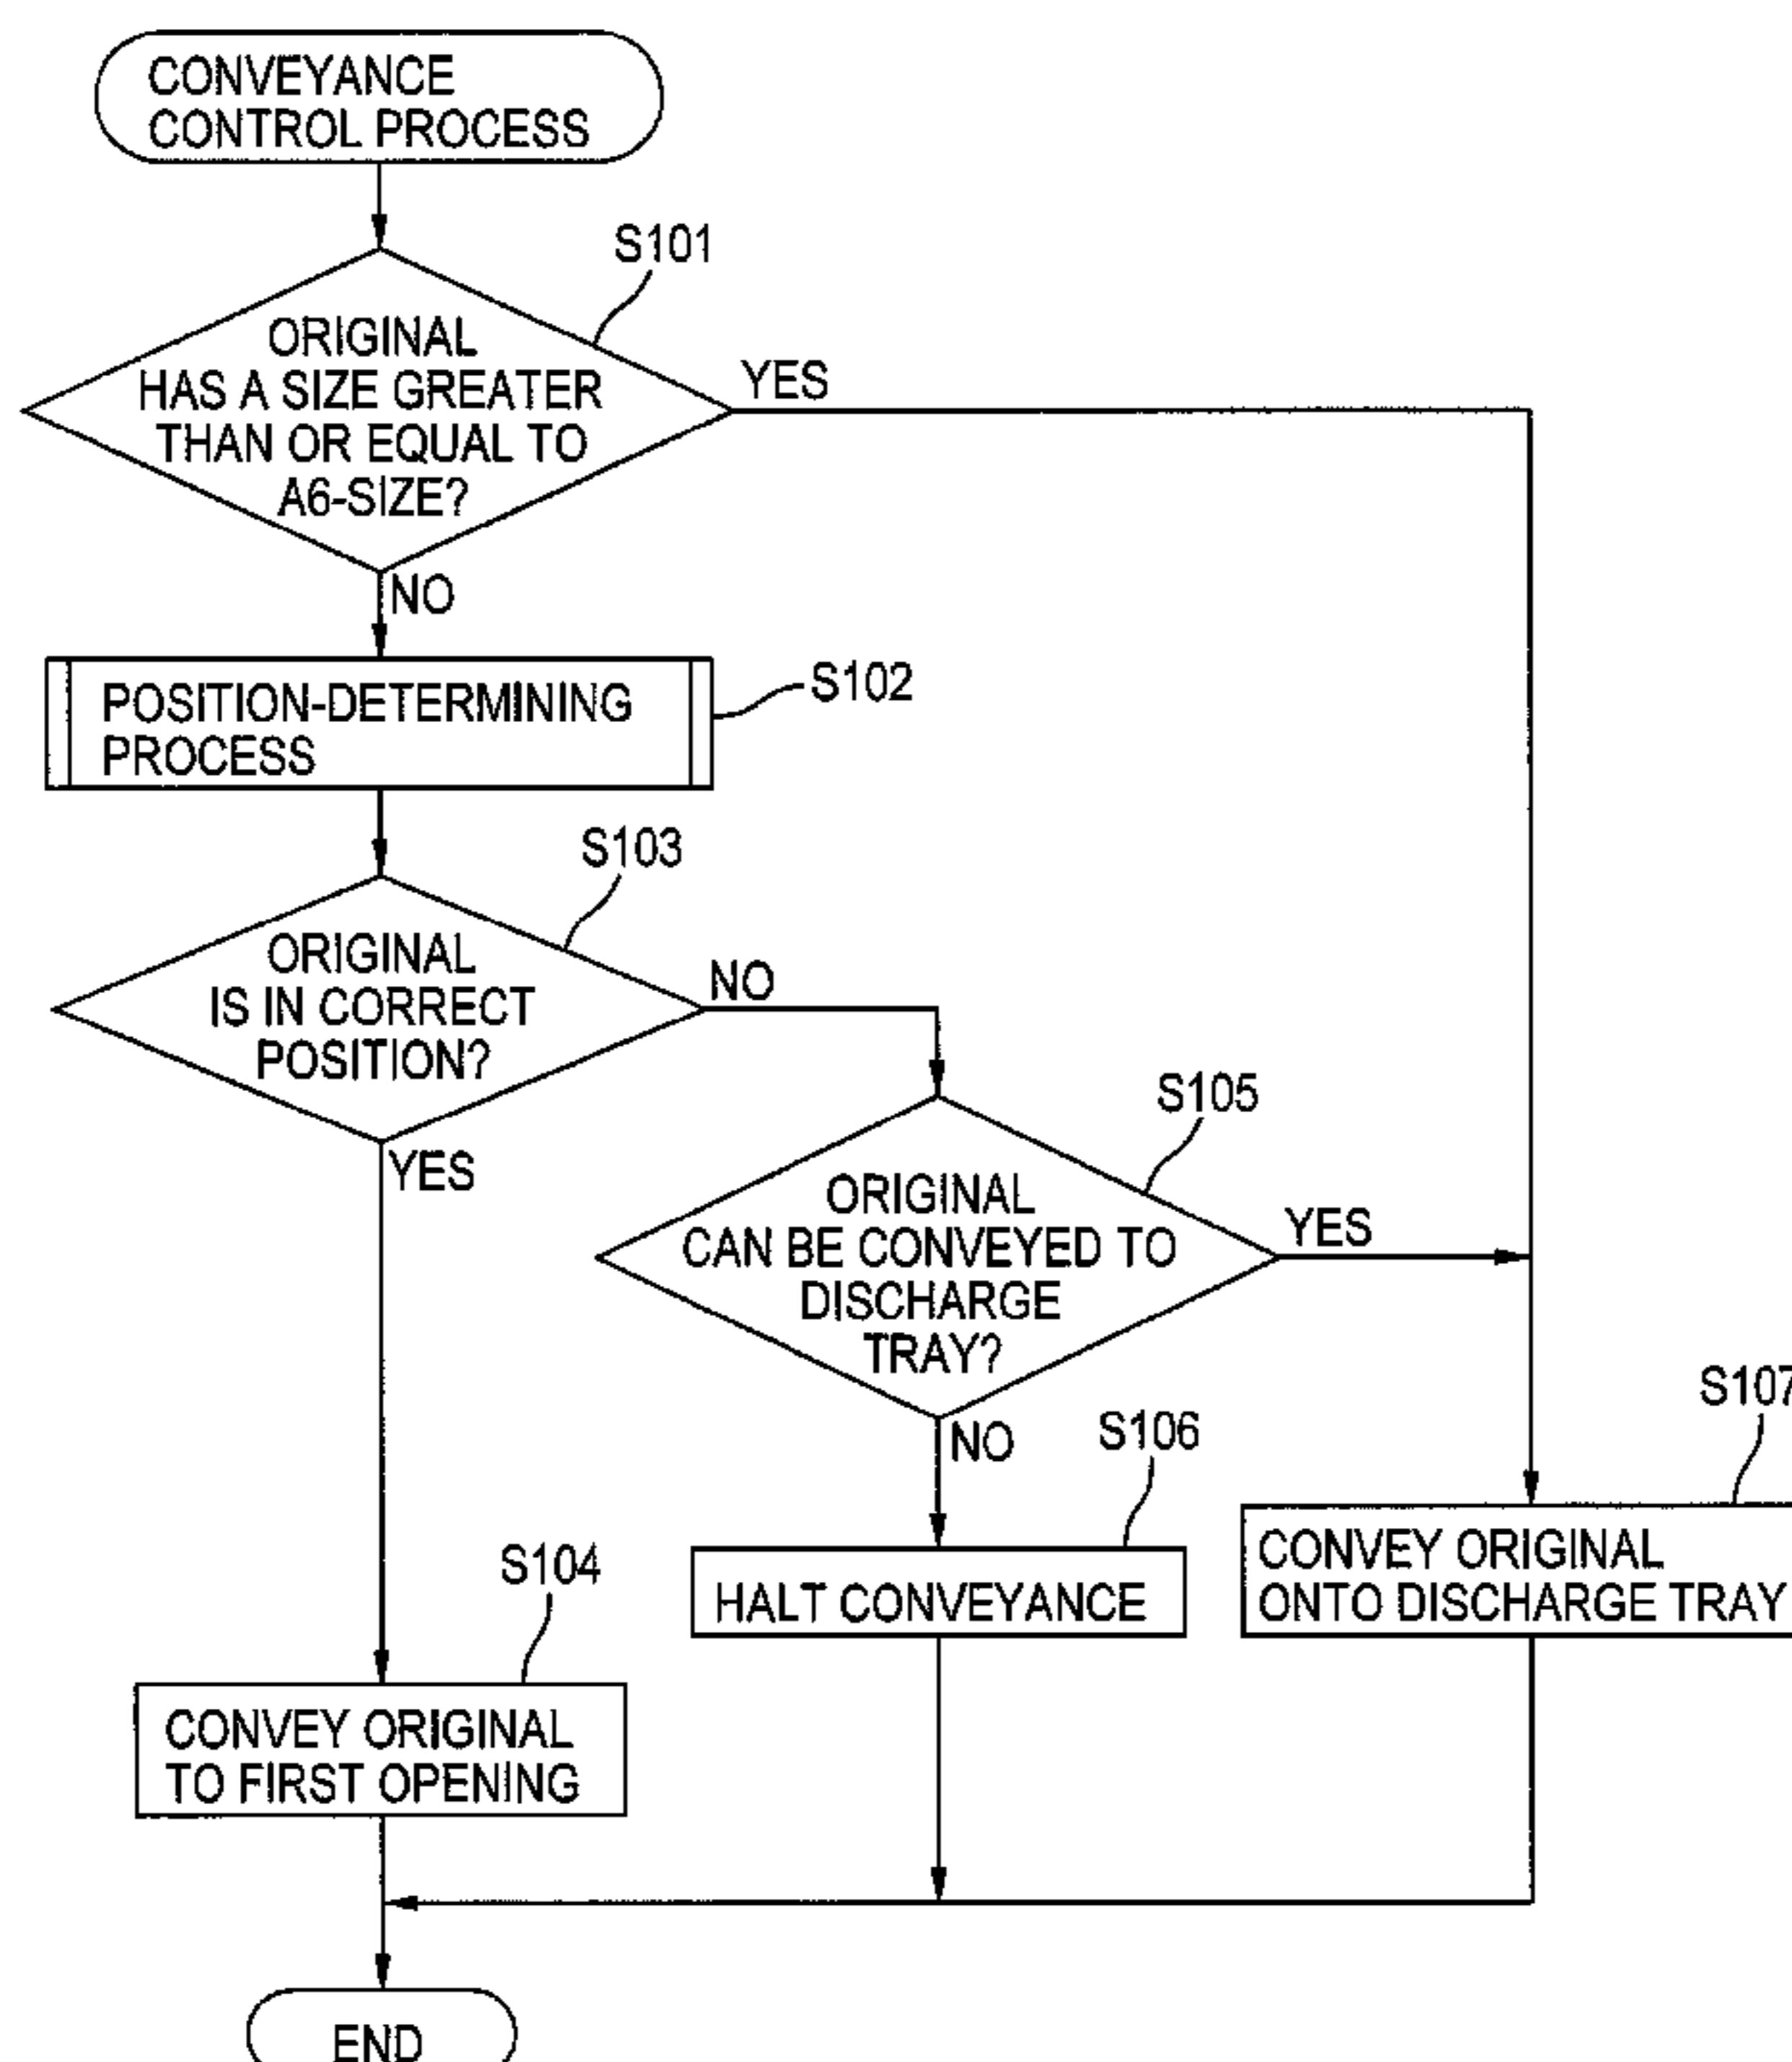 CONVEYANCE
CONTROL PROCESS
S101
ORIGINAL
HAS A SIZE GREATER
THAN OR EQUAL TO
A6-SIZE?
YES
NO
S102
POSITION-DETERMINING
PROCESS
S103
ORIGINAL
IS IN CORRECT
POSITION?
NO
YES
S105
ORIGINAL
CAN BE CONVEYED TO
DISCHARGE
TRAY?
YES
NO
S106
HALT CONVEYANCE
S107
CONVEY ORIGINAL
ONTO DISCHARGE TRAY
S104
CONVEY ORIGINAL
TO FIRST OPENING
END